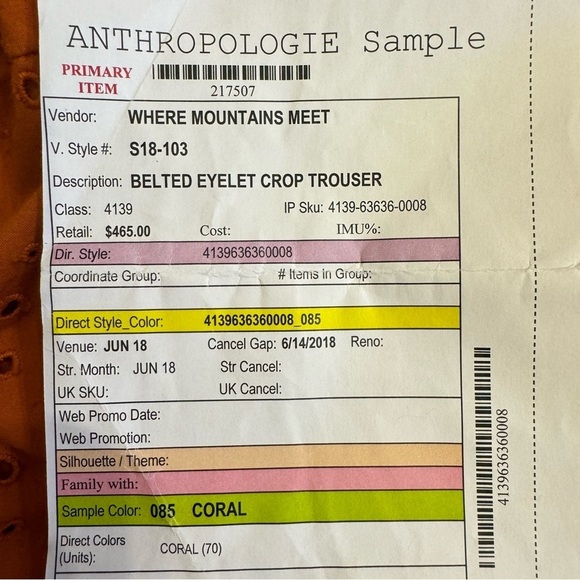 ANTHROPOLOGIE Sample
PRIMARY
ITEM
217507
Vendor: WHERE MOUNTAINS MEET
V. Style #: S18-103
Description: BELTED EYELET CROP TROUSER
Class: 4139 IP Sku: 4139-63636-0008
Retail: $465.00 Cost: IMU%:
Dir. Style: 4139636360008
Coordinate Group: # Items in Group:
Direct Style_Color: 4139636360008_085
Venue: JUN 18 Cancel Gap: 6/14/2018 Reno:
Str. Month: JUN 18 Str Cancel:
UK SKU: UK Cancel:
Web Promo Date:
Web Promotion:
Silhouette / Theme:
Family with:
Sample Color: 085 CORAL
Direct Colors
(Units): CORAL (70)
4139636360008